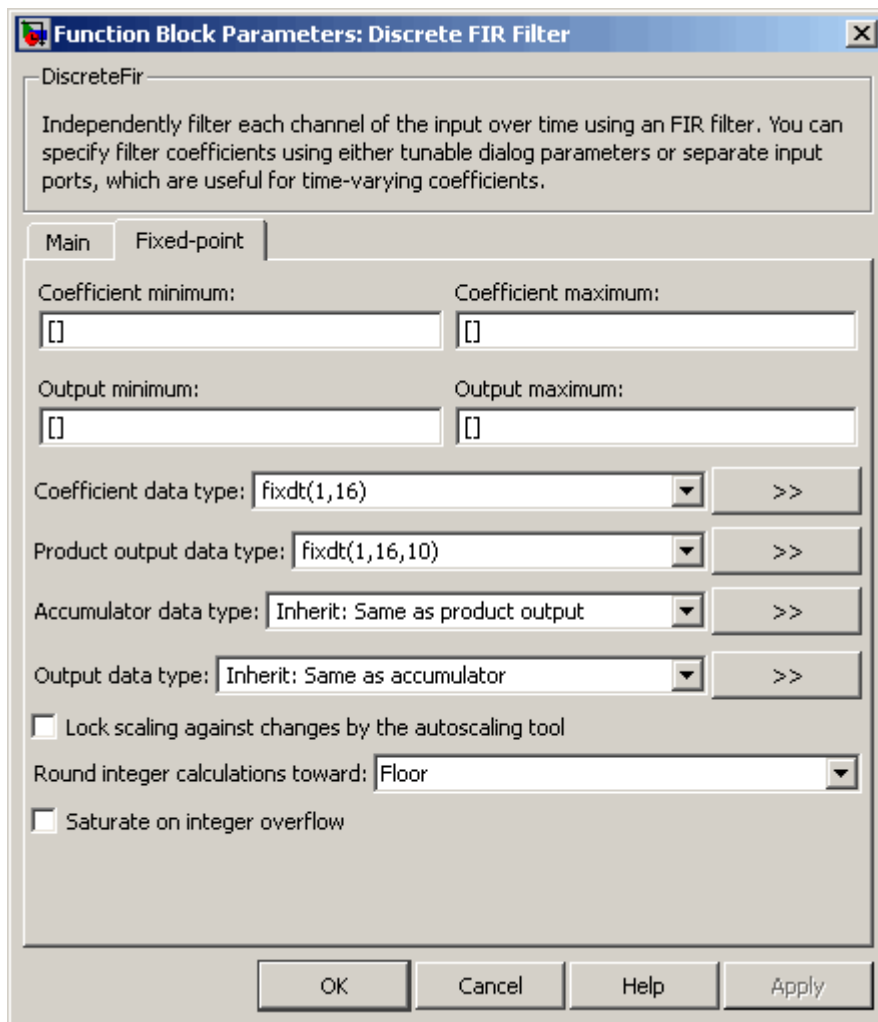 Function Block Parameters: Discrete FIR Filter
DiscreteFir
Independently filter each channel of the input over time using an FIR filter. You can
specify filter coefficients using either tunable dialog parameters or separate input
ports, which are useful for time-varying coefficients.
Main Fixed-point
Coefficient minimum: Coefficient maximum:
[] []
Output minimum: Output maximum:
[] []
Coefficient data type: fixdt(1,16) >>
Product output data type: fixdt(1,16,10) >>
Accumulator data type: Inherit: Same as product output >>
Output data type: Inherit: Same as accumulator >>
Lock scaling against changes by the autoscaling tool
Round integer calculations toward: Floor
Saturate on integer overflow
OK Cancel Help Apply